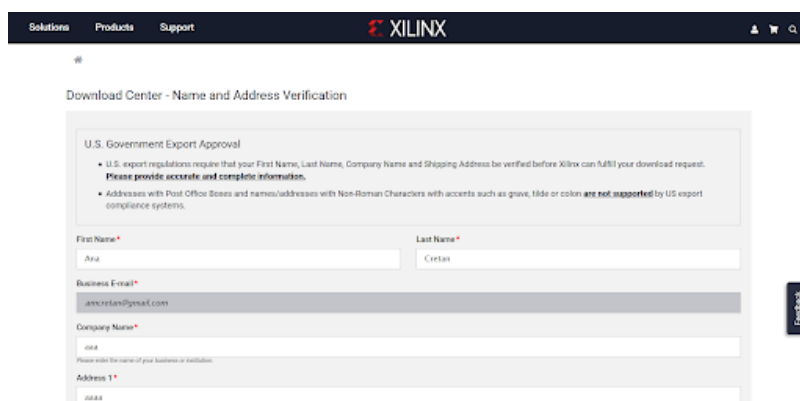 Solutions Products Support XILINX
Download Center - Name and Address Verification
U.S. Government Export Approval
• U.S. export regulations require that your First Name, Last Name, Company Name and Shipping Address be verified before Xilinx can fulfill your download request.
Please provide accurate and complete information.
• Addresses with Post Office Boxes and names/addresses with Non-Roman Characters with accents such as grave, tilde or colon are not supported by US export
compliance systems.
First Name * Last Name *
Ana Cretan
Business E-mail *
amcretan@gmail.com
Company Name *
aaa
Please enter the name of your business or institution.
Address 1 *
aaaa
Feedback